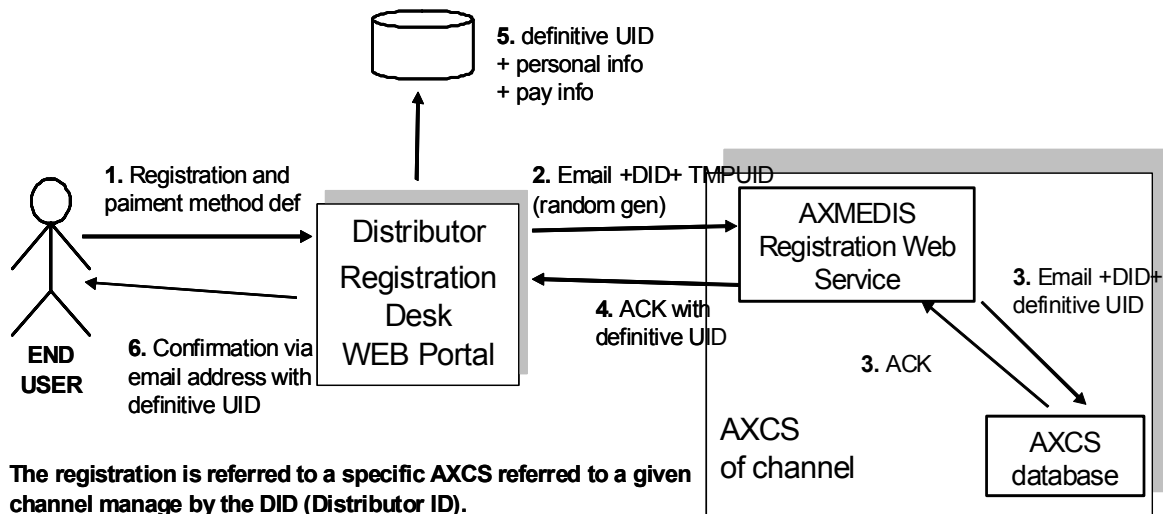 5. definitive UID
+ personal info
+ pay info
1. Registration and
paiment method def
2. Email +DID+ TMPUID
(random gen)
AXMEDIS
Registration Web
Service
Distributor
Registration
Desk
WEB Portal
3. Email +DID+
definitive UID
4. ACK with
definitive UID
END
USER
6. Confirmation via
email address with
definitive UID
3. ACK
AXCS
of channel
AXCS
database
The registration is referred to a specific AXCS referred to a given
channel manage by the DID (Distributor ID).